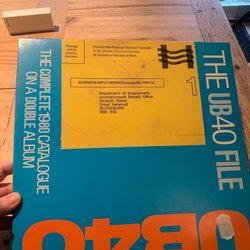 THE UB40 FILE
THE COMPLETE 1980 CATALOGUE
ON A DOUBLE ALBUM
BUSINESS REPLY SERVICE
1
Department of Employment
Unemployment Benefit Office
Great Harwood
BLACKBURN
UB40